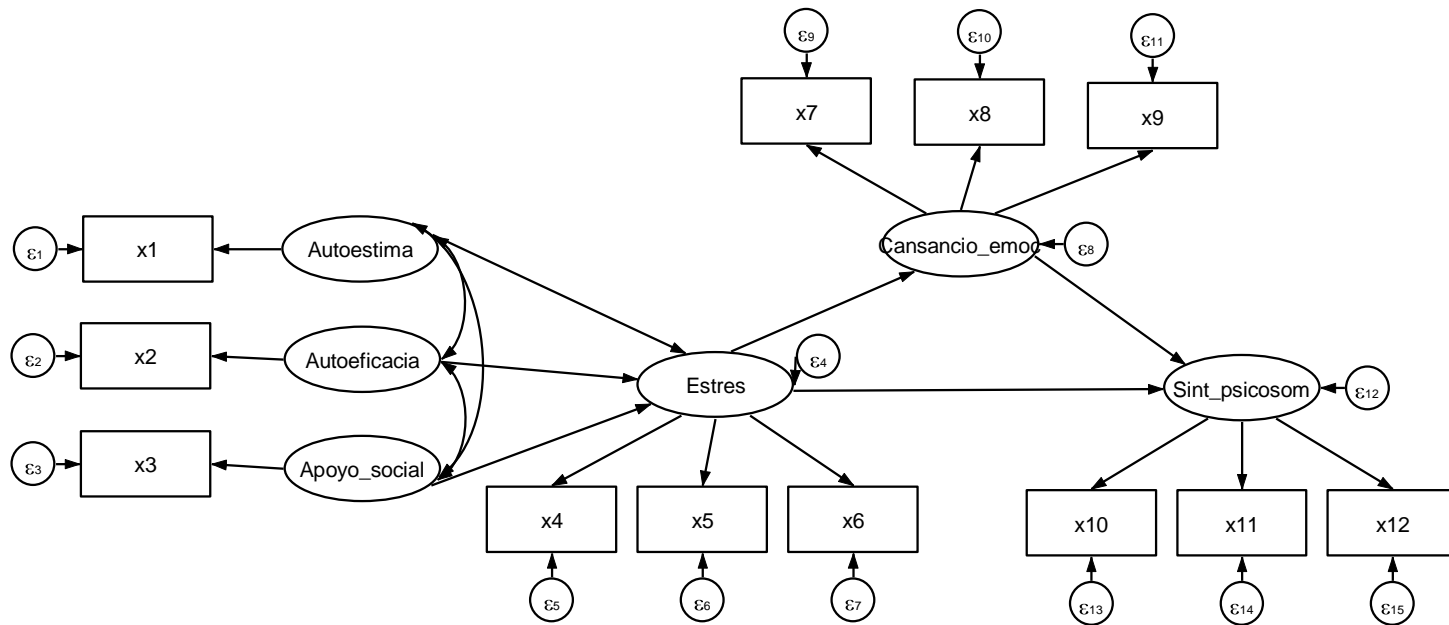 ε9
ε10
ε11
x7
x8
x9
ε1
x1
Autoestima
Cansancio_emoc
ε8
ε2
x2
Autoeficacia
Estres
ε4
Sint_psicosom
ε12
ε3
x3
Apoyo_social
x4
x5
x6
x10
x11
x12
ε5
ε6
ε7
ε13
ε14
ε15